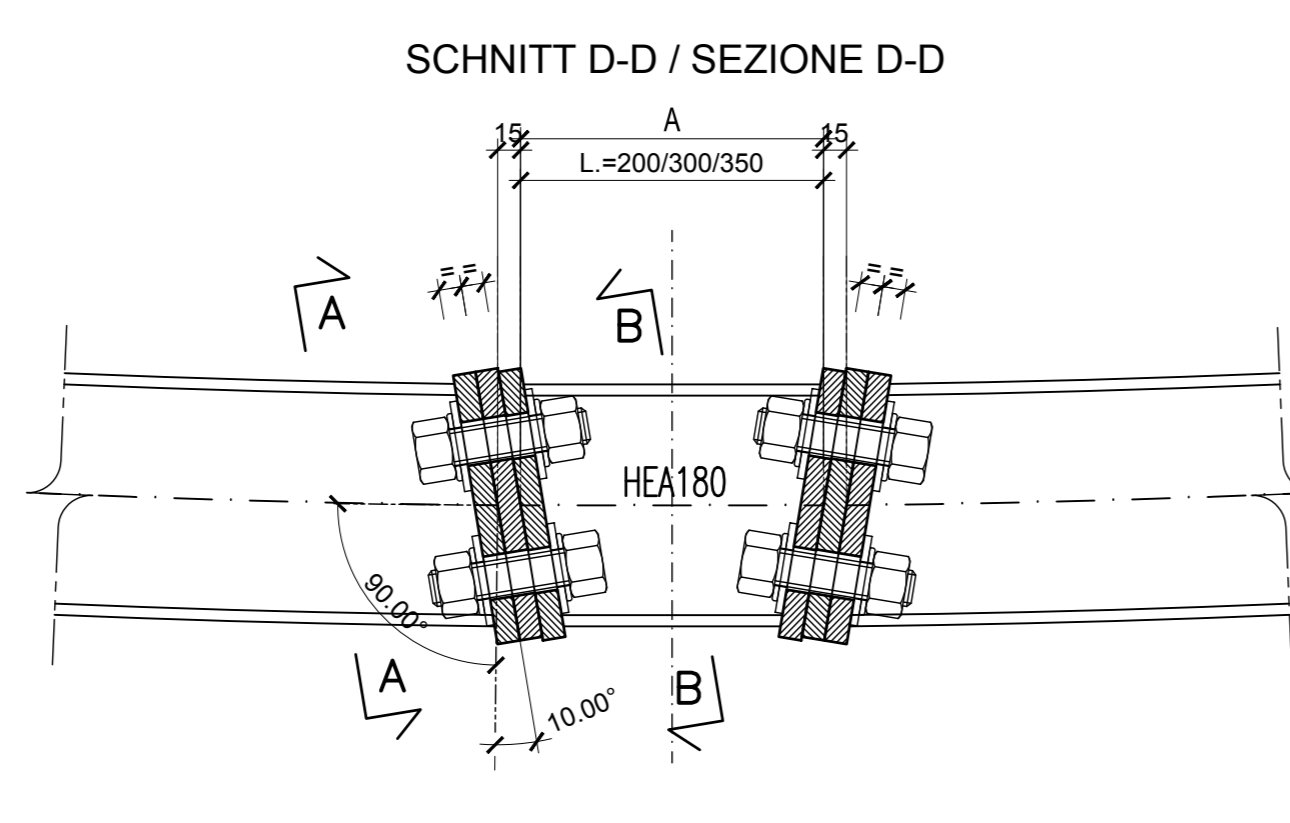 SCHNITT D-D / SEZIONE D-D
15 A 15
L.=200/300/350
= = = =
A B
HEA180
90.00°
A B
10.00°